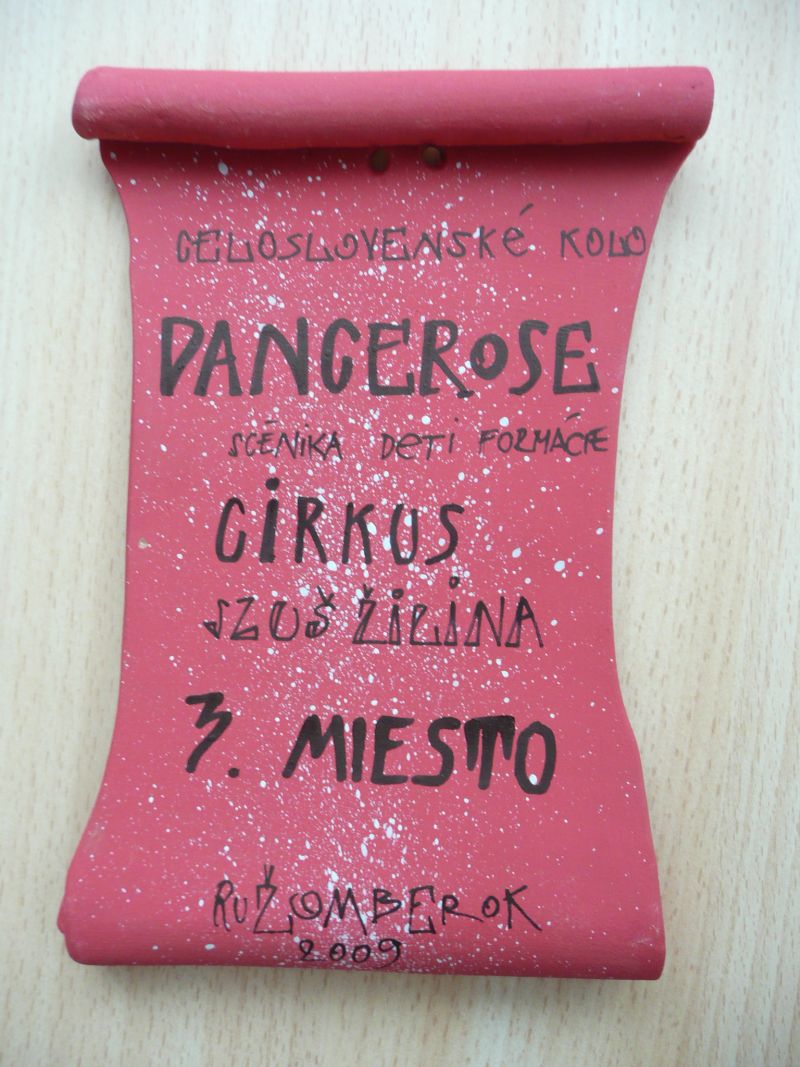 CELOSLOVENSKÉ KOLO
DANCEROSE
SCÉNIKA DETI FORMÁCIE
CIRKUS
SZUŠ ŽILINA
3. MIESTO
RUŽOMBEROK
2009